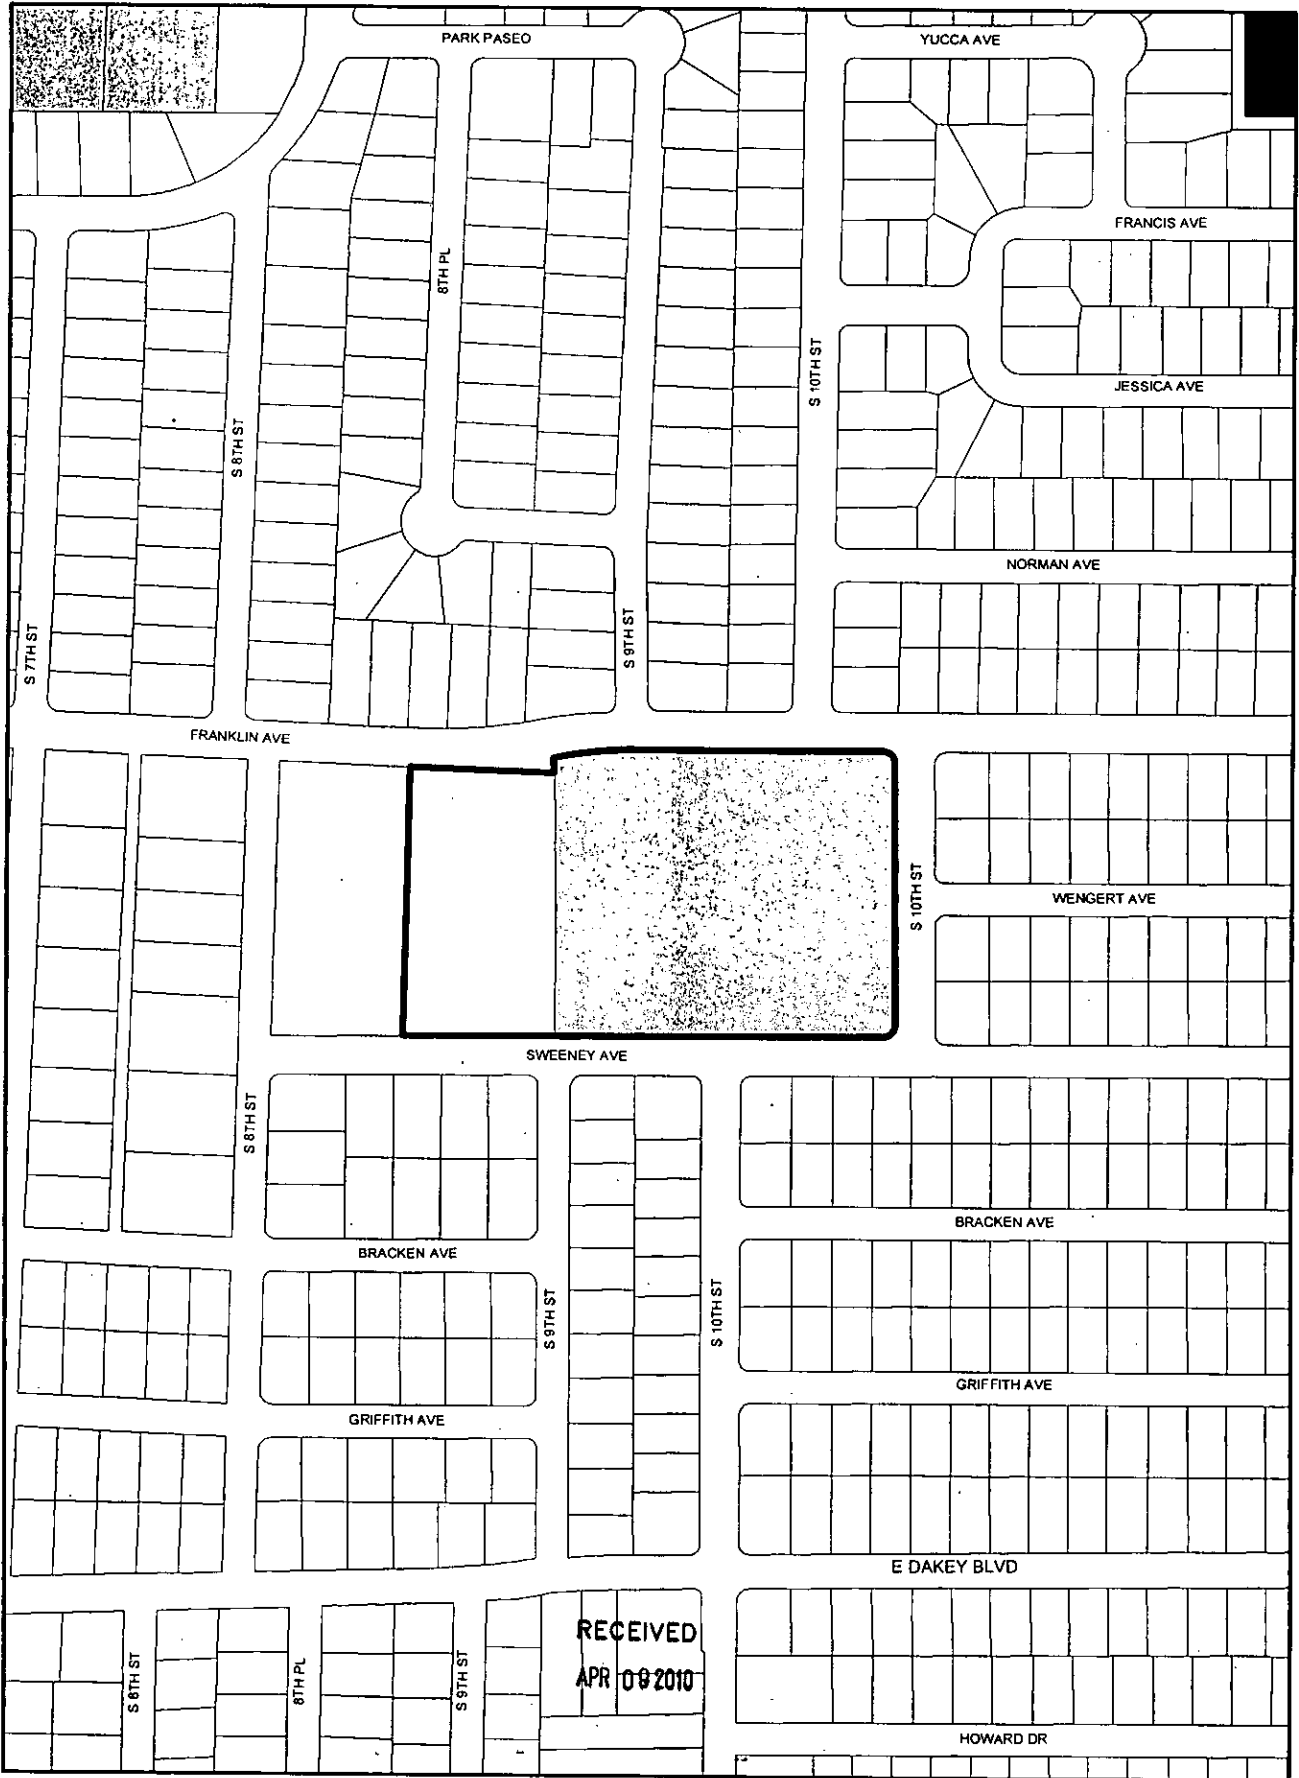 PARK PASEO
YUCCA AVE
FRANCIS AVE
8TH PL
S 10TH ST
JESSICA AVE
S 8TH ST
NORMAN AVE
S 7TH ST
S 9TH ST
FRANKLIN AVE
S 10TH ST
WENGERT AVE
SWEENEY AVE
S 8TH ST
BRACKEN AVE
BRACKEN AVE
S 9TH ST
S 10TH ST
GRIFFITH AVE
GRIFFITH AVE
E OAKEY BLVD
RECEIVED
APR 09 2010
S 8TH ST
8TH PL
S 9TH ST
HOWARD DR